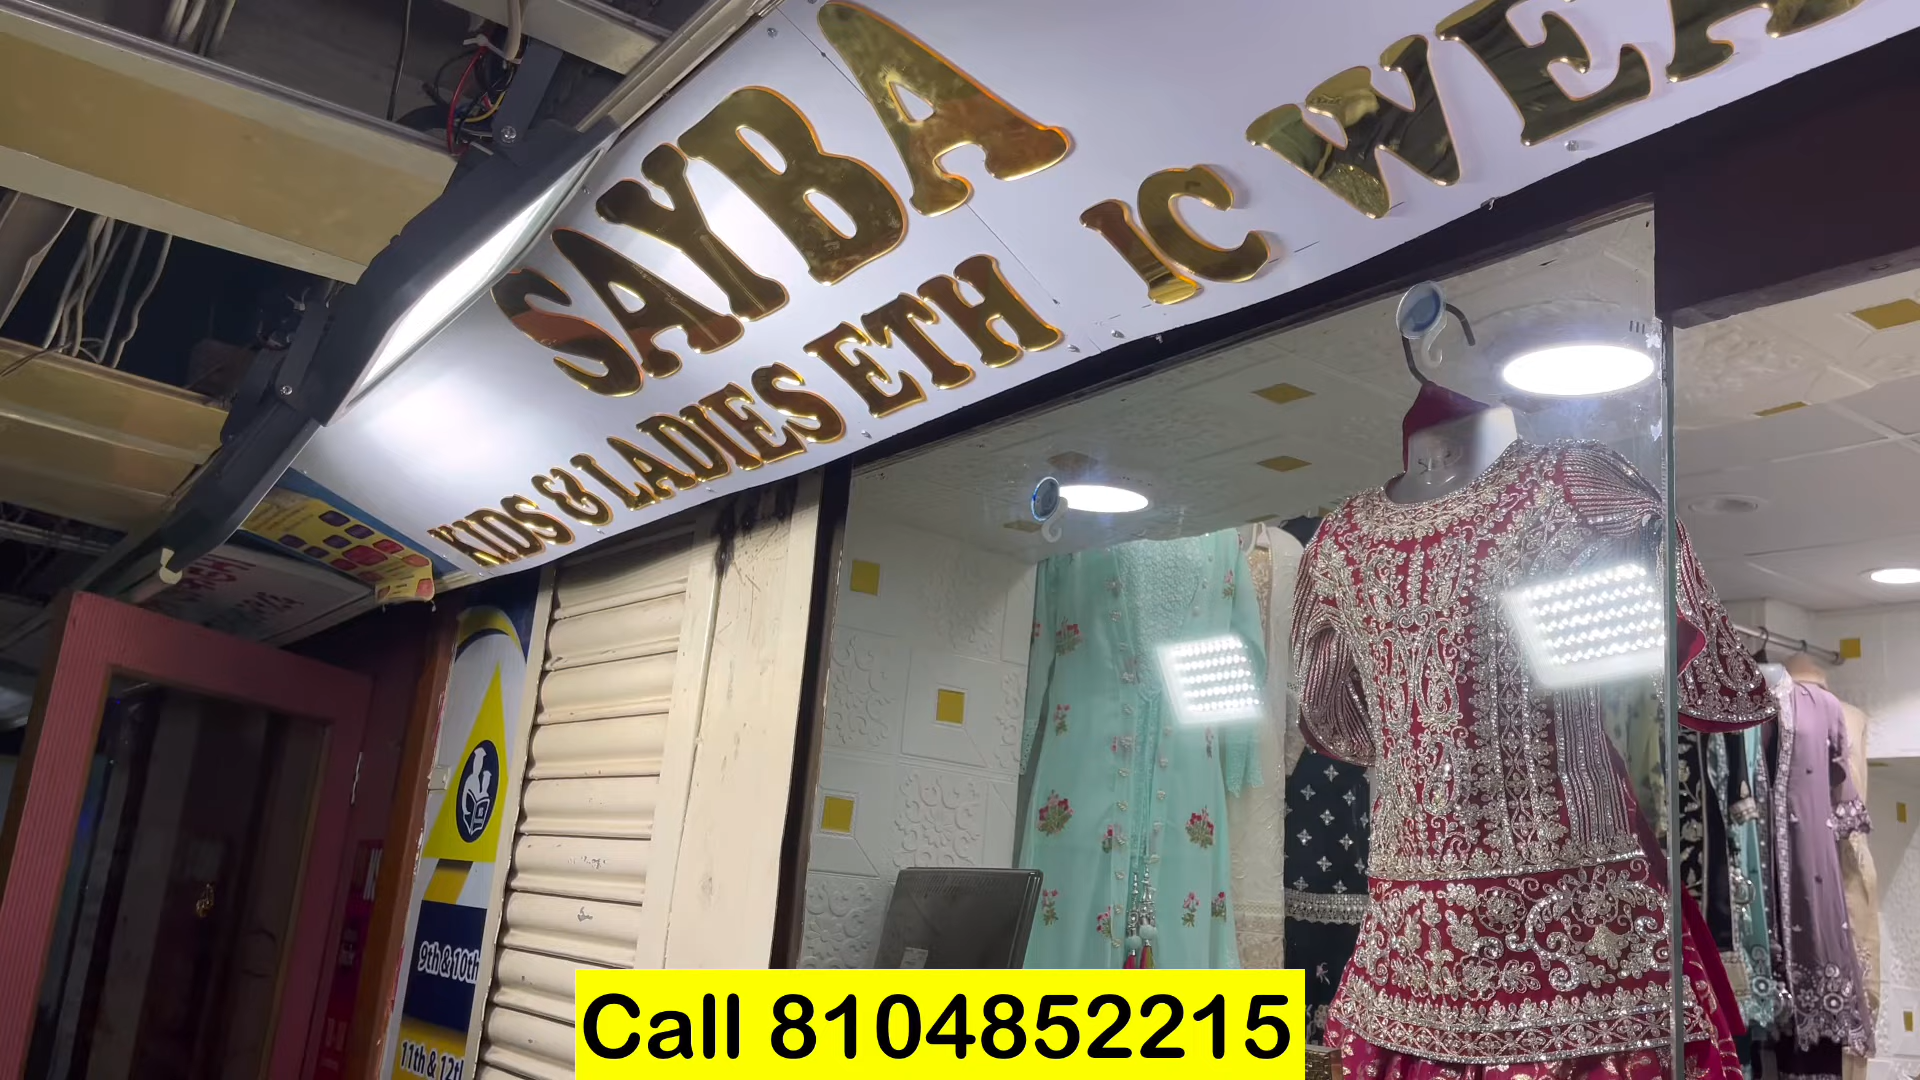 SAYBA
KIDS & LADIES ETH IC WEA
9th & 10th
11th & 12th
Call 8104852215